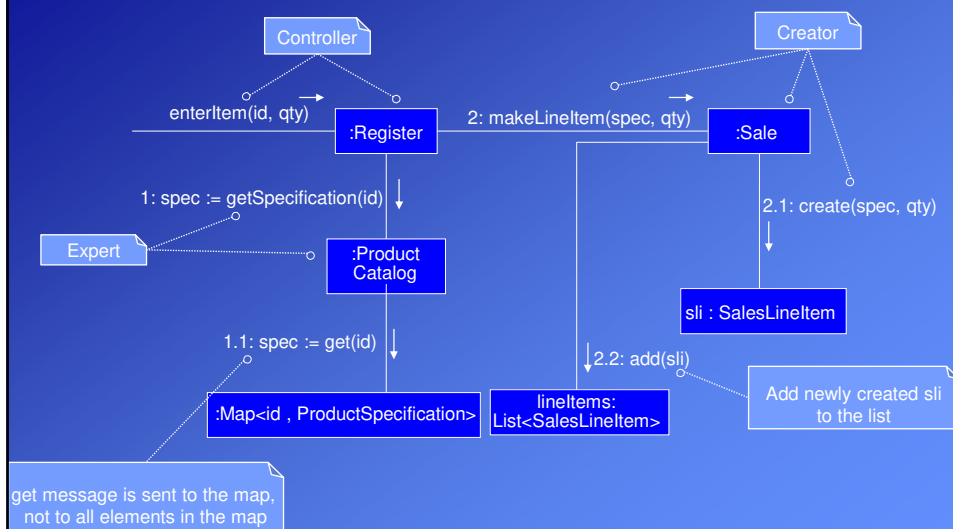 Controller
Creator
enterItem(id, qty)
:Register
2: makeLineItem(spec, qty)
:Sale
1: spec := getSpecification(id)
2.1: create(spec, qty)
Expert
:Product
Catalog
sli : SalesLineItem
1.1: spec := get(id)
2.2: add(sli)
:Map<id , ProductSpecification>
lineItems:
List<SalesLineItem>
Add newly created sli
to the list
get message is sent to the map,
not to all elements in the map